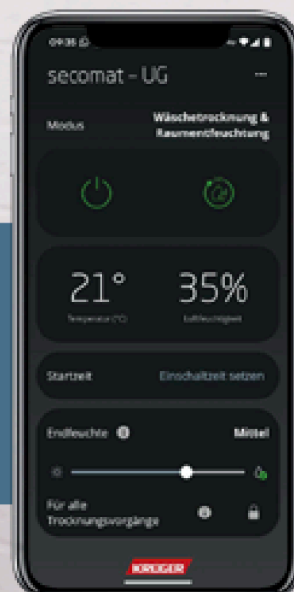 09:35
secomat – UG
Modus
Wäschetrocknung &
Raumentfeuchtung
21°
35%
Temperatur (°C)
Luftfeuchtigkeit
Startzeit
Einschaltzeit setzen
Endfeuchte
Mittel
Für alle
Trocknungsvorgänge
KRÜGER